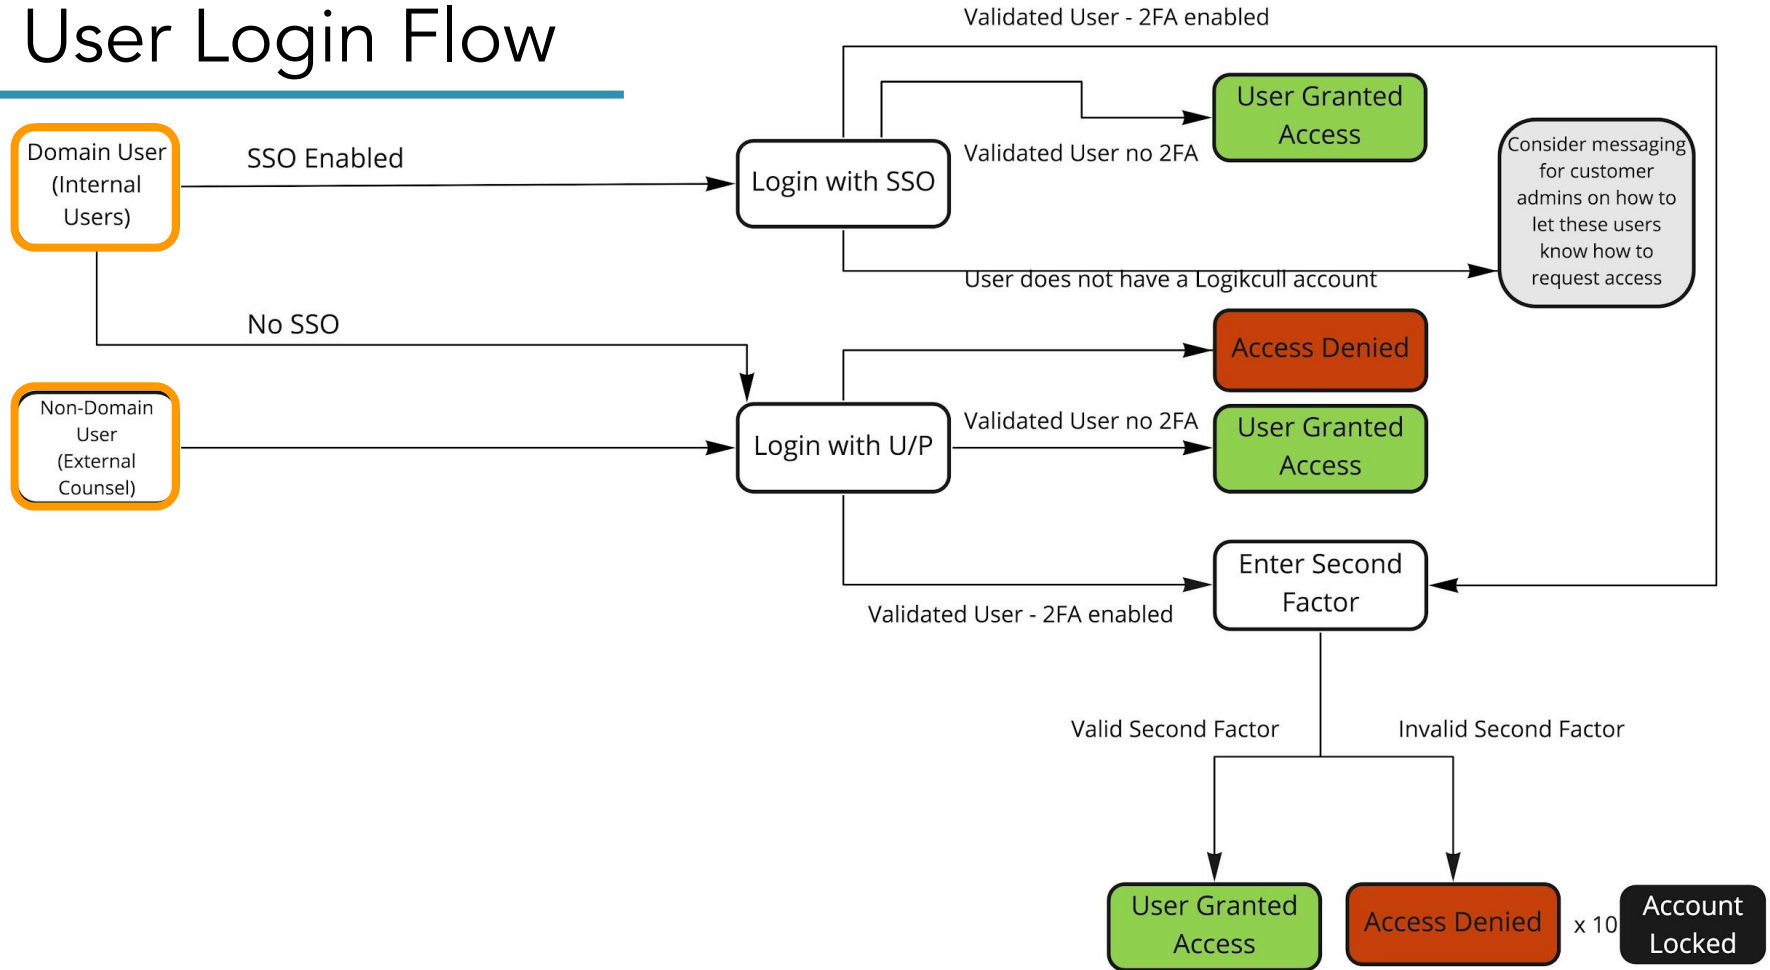 User Login Flow
Validated User - 2FA enabled
User Granted
Access
Domain User
(Internal
Users)
SSO Enabled
Login with SSO
Validated User no 2FA
Consider messaging
for customer
admins on how to
let these users
know how to
request access
User does not have a Logikcull account
No SSO
Access Denied
Non-Domain
User
(External
Counsel)
Login with U/P
Validated User no 2FA
User Granted
Access
Enter Second
Factor
Validated User - 2FA enabled
Valid Second Factor
Invalid Second Factor
User Granted
Access
Access Denied
x 10
Account
Locked